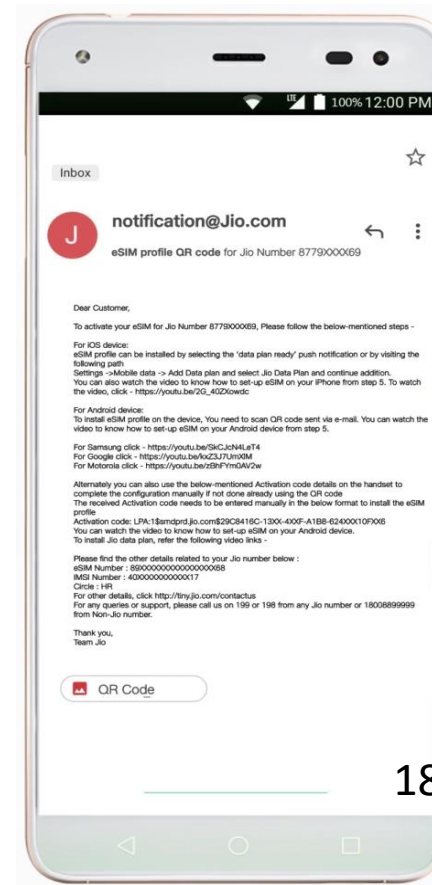 LTE 100% 12:00 PM
Inbox
J
notification@Jio.com
eSIM profile QR code for Jio Number 8779XXXX69
Dear Customer,
To activate your eSIM for Jio Number 8779XXXX69, Please follow the below-mentioned steps -
For iOS device:
eSIM profile can be installed by selecting the 'data plan ready' push notification or by visiting the
following path
Settings ->Mobile data -> Add Data plan and select Jio Data Plan and continue addition.
You can also watch the video to know how to set-up eSIM on your iPhone from step 5. To watch
the video, click - https://youtu.be/2G_40ZXowdc
For Android device:
To install eSIM profile on the device, You need to scan QR code sent via e-mail. You can watch the
video to know how to set-up eSIM on your Android device from step 5.
For Samsung click - https://youtu.be/SkCJcN4LeT4
For Google click - https://youtu.be/kxZ3J7UmXlM
For Motorola click - https://youtu.be/zBhFYm0AV2w
Alternately you can also use the below-mentioned Activation code details on the handset to
complete the configuration manually if not done already using the QR code
The received Activation code needs to be entered manually in the below format to install the eSIM
profile
Activation code: LPA:1$smdprd.jio.com$29C8416C-13XX-4XXF-A1B8-624XXX10FXX6
You can watch the video to know how to set-up eSIM on your Android device.
To install Jio data plan, refer the following video links -
Please find the other details related to your Jio number below :
eSIM Number : 89XXXXXXXXXXXXXXXX68
IMSI Number : 40XXXXXXXXXXX17
Circle : HR
For other details, click http://tiny.jio.com/contactus
For any queries or support, please call us on 199 or 198 from any Jio number or 18008899999
from Non-Jio number.
Thank you,
Team Jio
QR Code
18